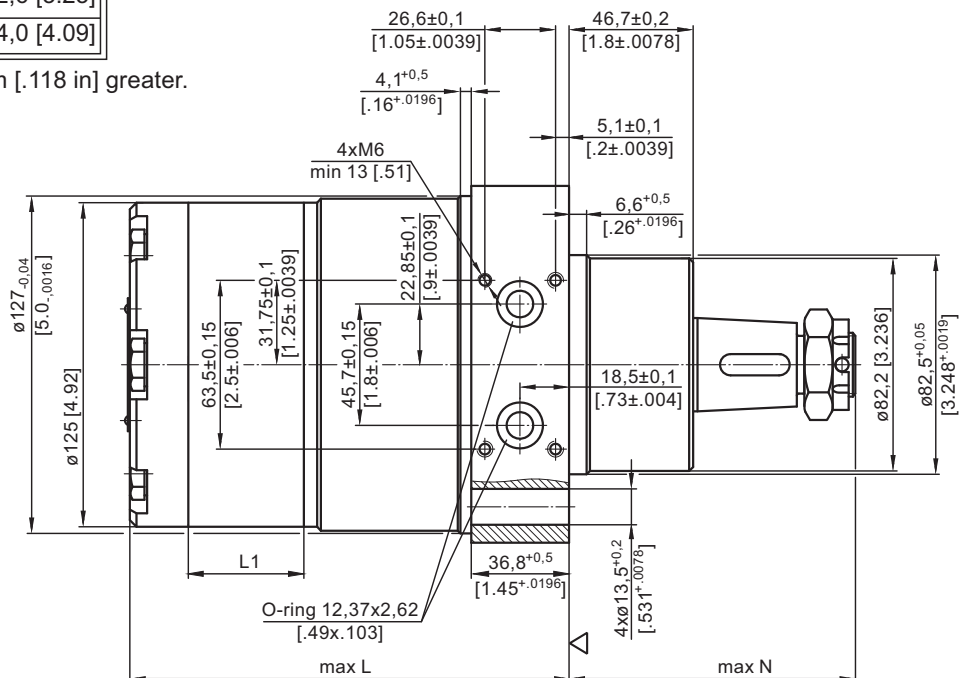 4,0 [4.09]
[.118 in] greater.
26,6±0,1
[1.05±.0039]
46,7±0,2
[1.8±.0078]
4,1+0,5
[.16+.0196]
5,1±0,1
[.2±.0039]
4xM6
min 13 [.51]
6,6+0,5
[.26+.0196]
ø127-0,04
[5.0-,0016]
ø125 [4.92]
63,5±0,15
[2.5±.006]
31,75±0,1
[1.25±0039]
45,7±0,15
[1.8±.006]
22,85±0,1
[.9±.0039]
18,5±0,1
[.73±.004]
ø82,2 [3.236]
ø82,5+0,05
[3.248+.0019]
L1
36,8+0,5
[1.45+.0196]
4xø13,5+0,2
[.531+.0078]
O-ring 12,37x2,62
[.49x.103]
max L
max N